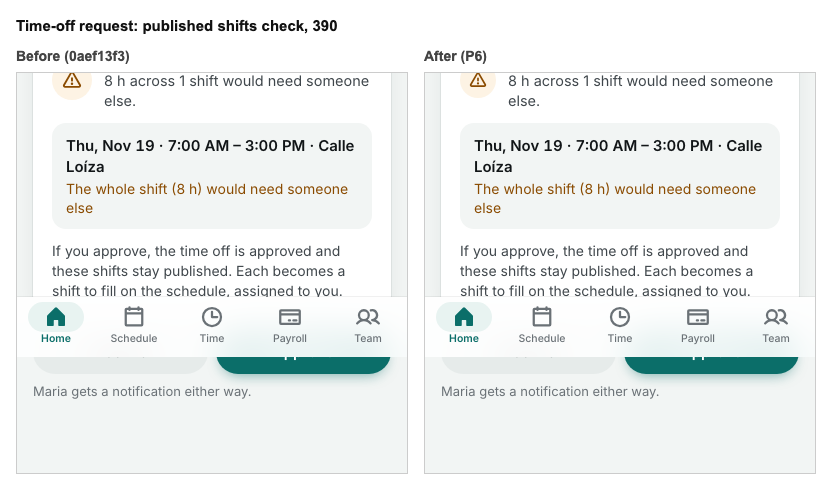 Time-off request: published shifts check, 390
Before (0aef13f3)
8 h across 1 shift would need someone
else.
Thu, Nov 19 · 7:00 AM – 3:00 PM · Calle
Loíza
The whole shift (8 h) would need someone
else
If you approve, the time off is approved and
these shifts stay published. Each becomes a
shift to fill on the schedule, assigned to you.
Home
Schedule
Time
Payroll
Team
Maria gets a notification either way.
After (P6)
8 h across 1 shift would need someone
else.
Thu, Nov 19 · 7:00 AM – 3:00 PM · Calle
Loíza
The whole shift (8 h) would need someone
else
If you approve, the time off is approved and
these shifts stay published. Each becomes a
shift to fill on the schedule, assigned to you.
Home
Schedule
Time
Payroll
Team
Maria gets a notification either way.